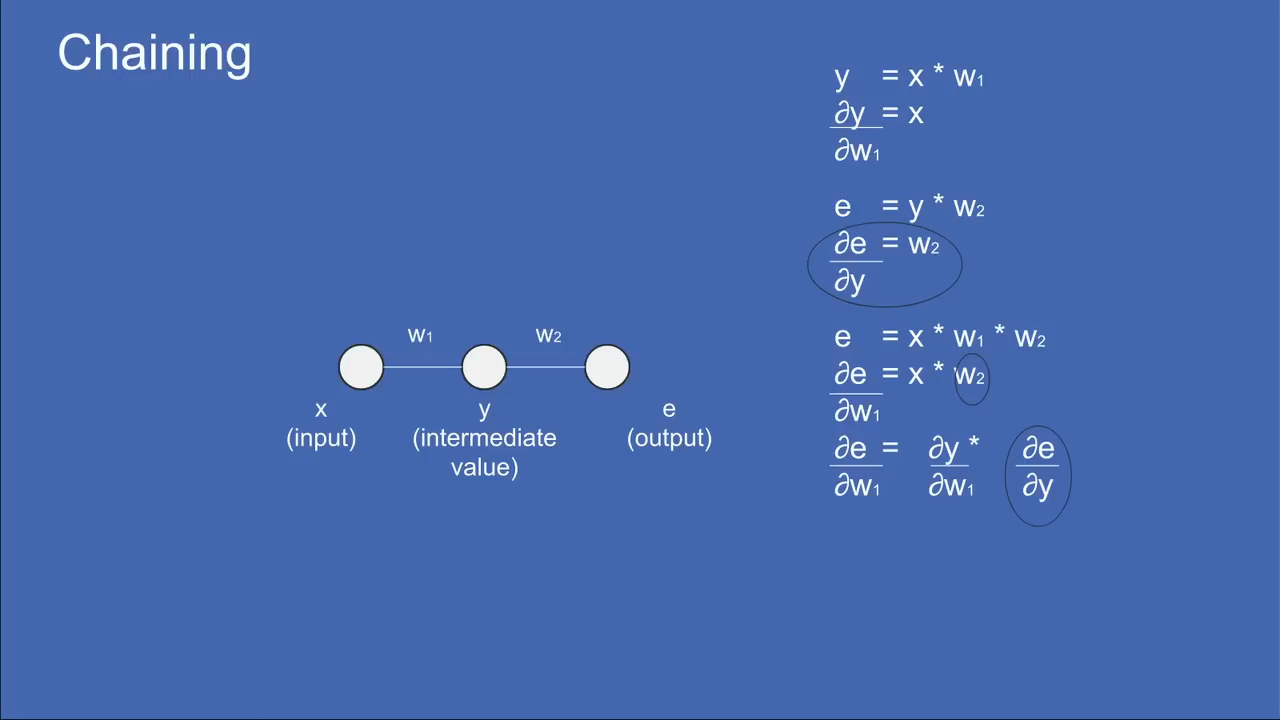 Chaining
y = x * w₁
∂y = x
∂w₁
e = y * w₂
∂e = w₂
∂y
e = x * w₁ * w₂
∂e = x * w₂
∂w₁
∂e = ∂y * ∂e
∂w₁ ∂w₁ ∂y
w₁ w₂
x y e
(input) (intermediate (output)
value)